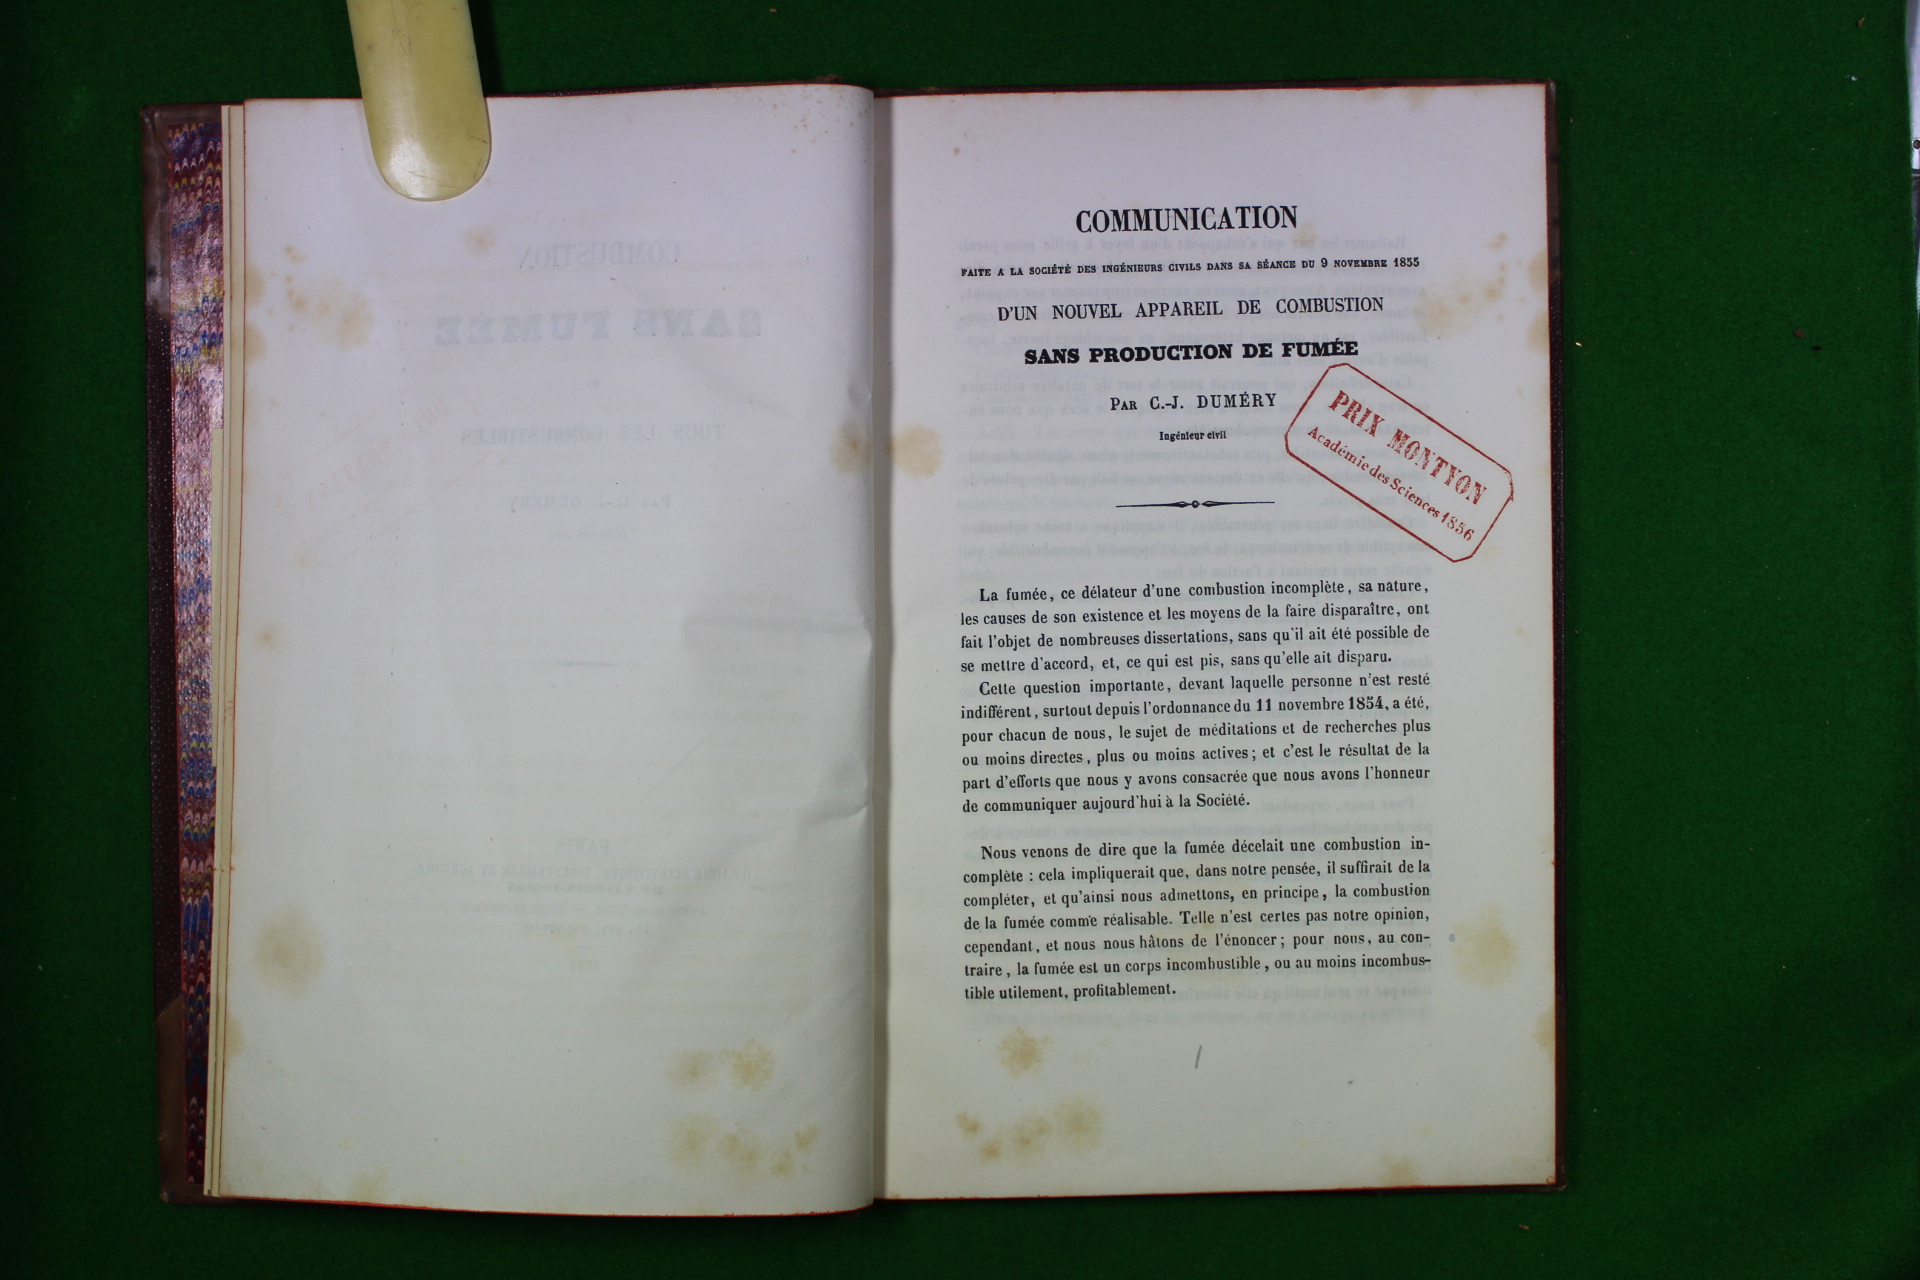 COMMUNICATION
FAITE A LA SOCIÉTÉ DES INGÉNIEURS CIVILS DANS SA SÉANCE DU 9 NOVEMBRE 1855
D'UN NOUVEL APPAREIL DE COMBUSTION
SANS PRODUCTION DE FUMÉE
PAR C.-J. DUMÉRY
Ingénieur civil
PRIX MONTYON
Académie des Sciences 1856
La fumée, ce délateur d'une combustion incomplète, sa nature,
les causes de son existence et les moyens de la faire disparaître, ont
fait l'objet de nombreuses dissertations, sans qu'il ait été possible de
se mettre d'accord, et, ce qui est pis, sans qu'elle ait disparu.
Cette question importante, devant laquelle personne n'est resté
indifférent, surtout depuis l'ordonnance du 11 novembre 1854, a été,
pour chacun de nous, le sujet de méditations et de recherches plus
ou moins directes, plus ou moins actives; et c'est le résultat de la
part d'efforts que nous y avons consacrée que nous avons l'honneur
de communiquer aujourd'hui à la Société.
Nous venons de dire que la fumée décelait une combustion in-
complète : cela impliquerait que, dans notre pensée, il suffirait de la
compléter, et qu'ainsi nous admettons, en principe, la combustion
de la fumée comme réalisable. Telle n'est certes pas notre opinion,
cependant, et nous nous hâtons de l'énoncer; pour nous, au con-
traire, la fumée est un corps incombustible, ou au moins incombus-
tible utilement, profitablement.
COMBUSTION
SANS FUMÉE
TOUS LES COMBUSTIBLES
PAR C.-J. DUMÉRY
PARIS